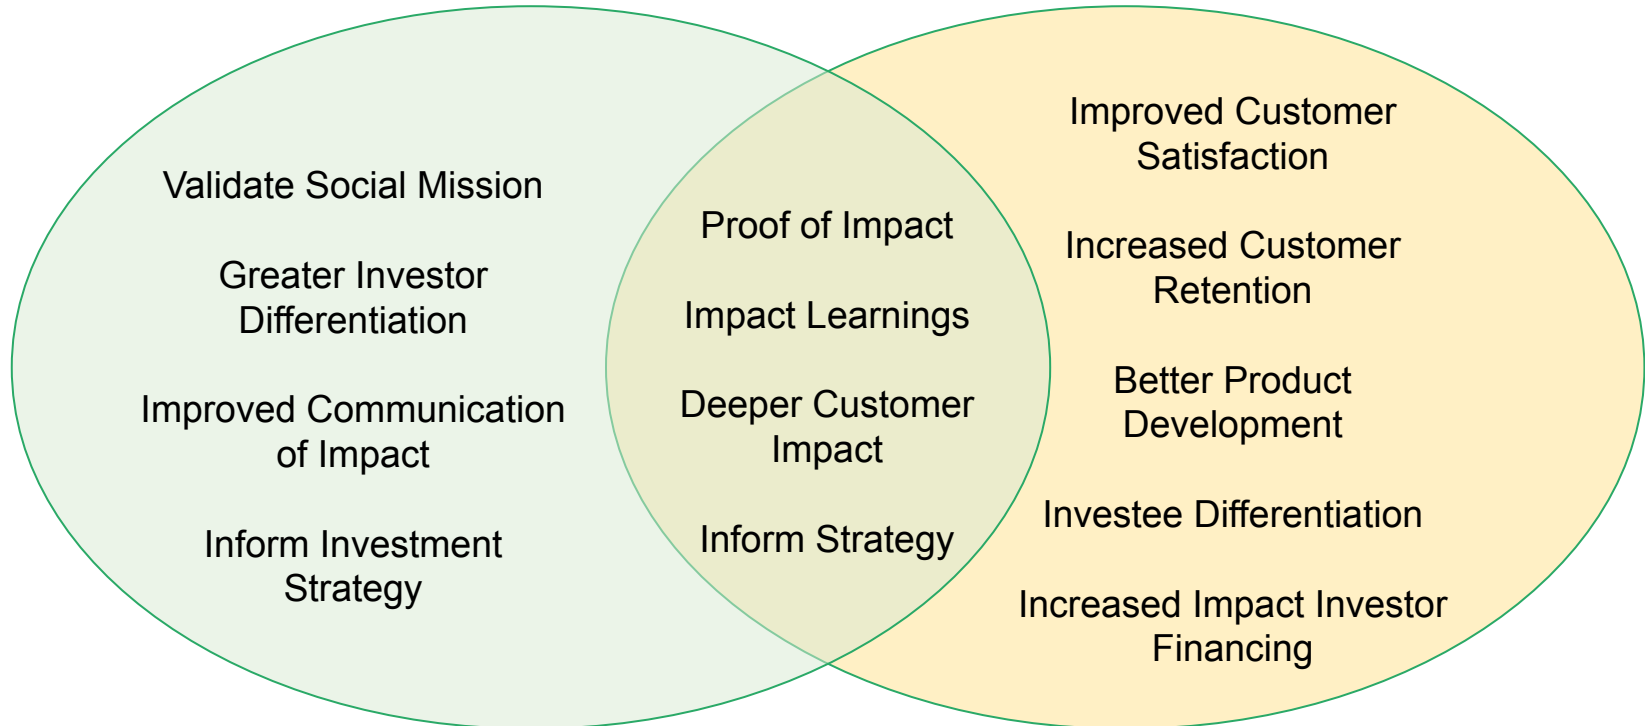 Validate Social Mission
Greater Investor
Differentiation
Improved Communication
of Impact
Inform Investment
Strategy
Proof of Impact
Impact Learnings
Deeper Customer
Impact
Inform Strategy
Improved Customer
Satisfaction
Increased Customer
Retention
Better Product
Development
Investee Differentiation
Increased Impact Investor
Financing